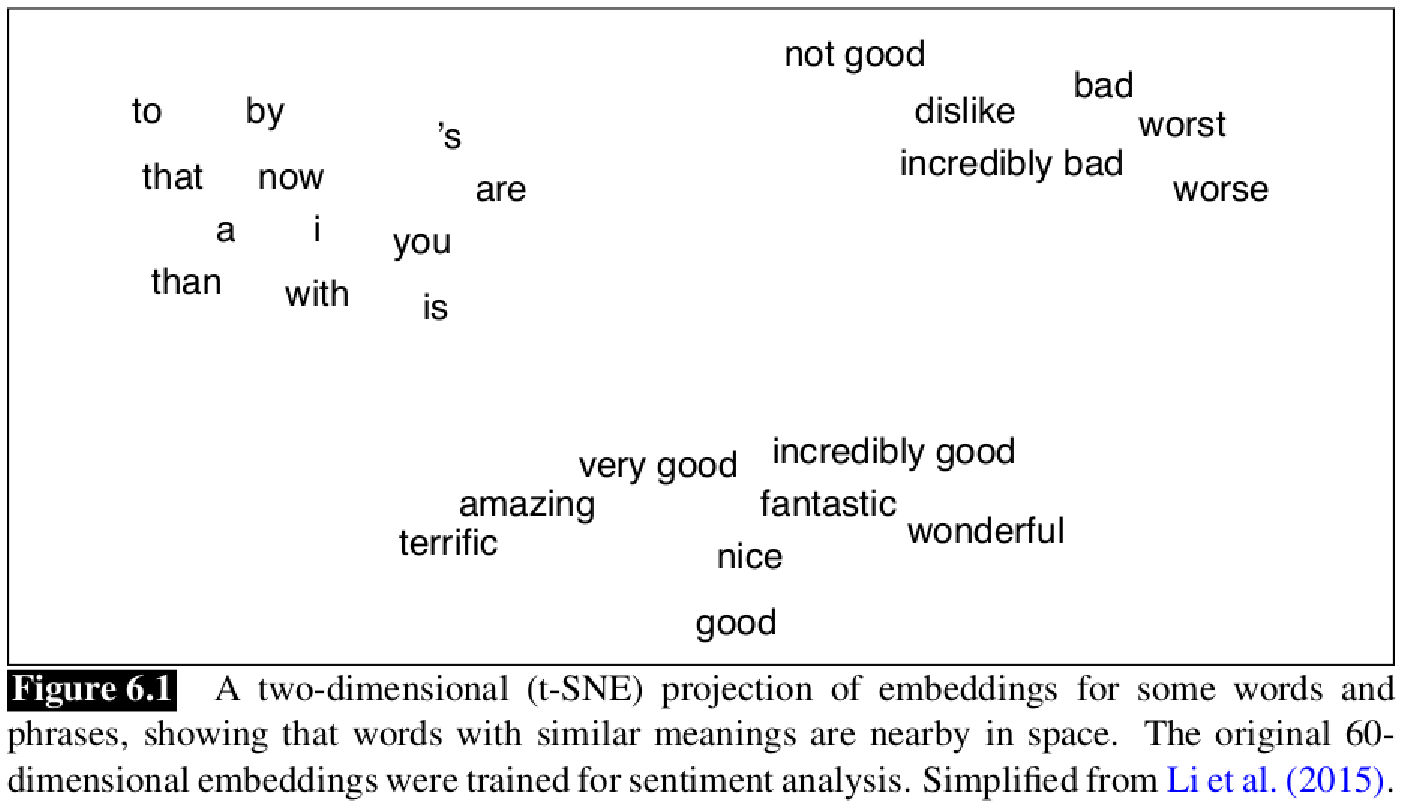 not good
bad
to by dislike worst
's
that now incredibly bad
are worse
a i you
than with is
very good incredibly good
amazing fantastic
terrific wonderful
nice
good
Figure 6.1 A two-dimensional (t-SNE) projection of embeddings for some words and
phrases, showing that words with similar meanings are nearby in space. The original 60-
dimensional embeddings were trained for sentiment analysis. Simplified from Li et al. (2015).